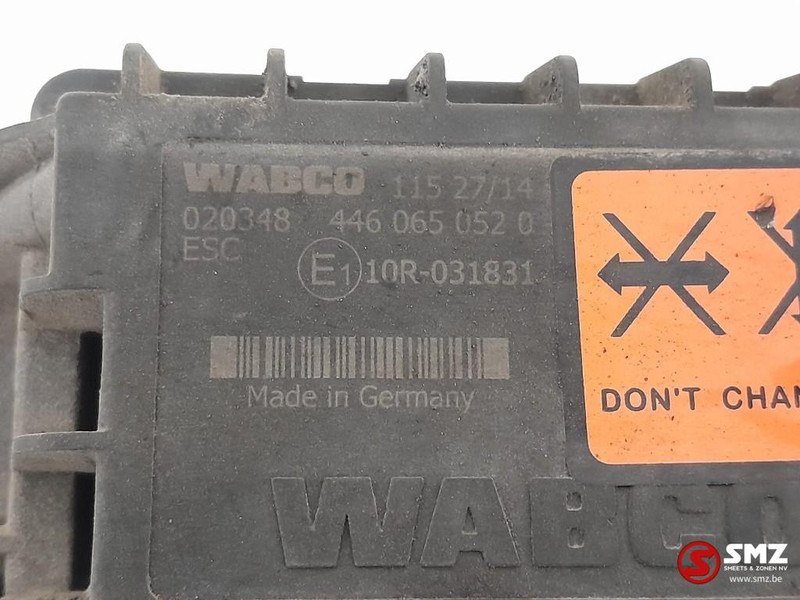 WABCO 115 27/14
020348 446 065 052 0
ESC
E1 10R-031831
Made in Germany
DON'T CHAN
WABCO
SMZ
SMEETS & ZONEN NV
www.smz.be